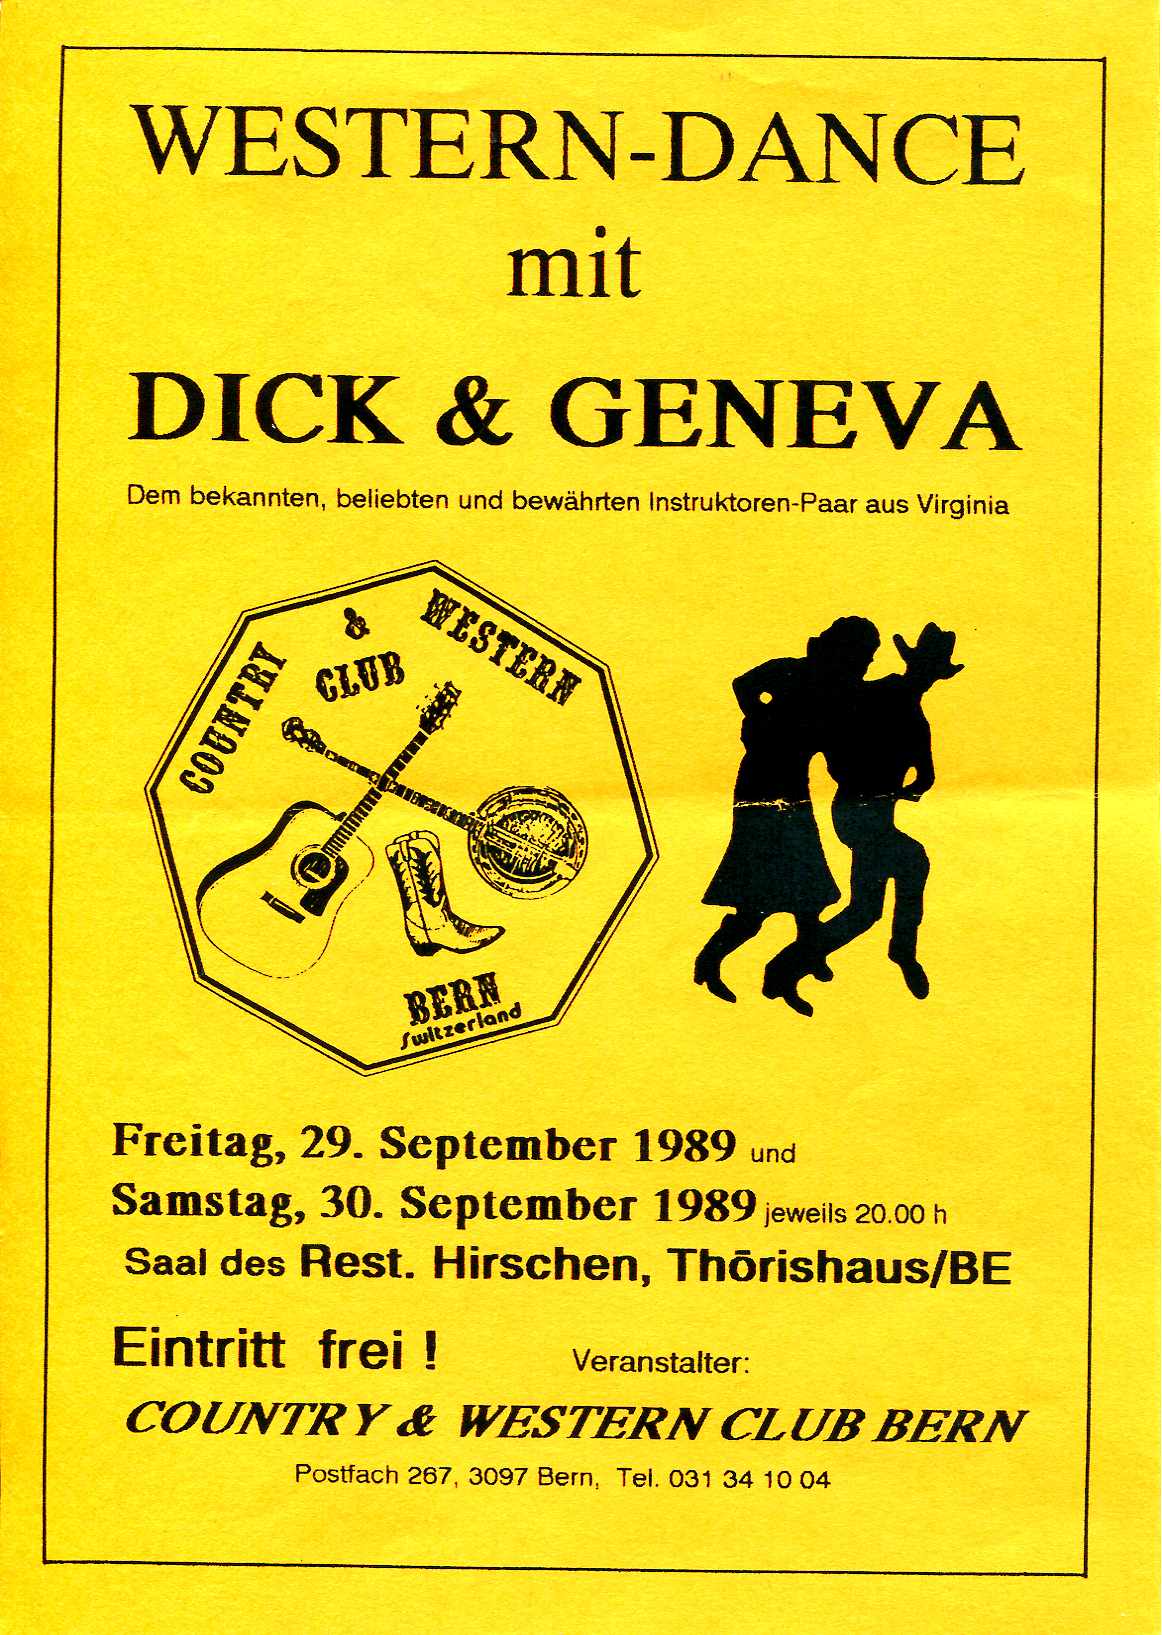 WESTERN-DANCE
mit
DICK & GENEVA
Dem bekannten, beliebten und bewährten Instruktoren-Paar aus Virginia
COUNTRY & WESTERN
CLUB
BERN
Switzerland
Freitag, 29. September 1989 und
Samstag, 30. September 1989 jeweils 20.00 h
Saal des Rest. Hirschen, Thörishaus/BE
Eintritt frei ! Veranstalter:
COUNTRY & WESTERN CLUB BERN
Postfach 267, 3097 Bern, Tel. 031 34 10 04